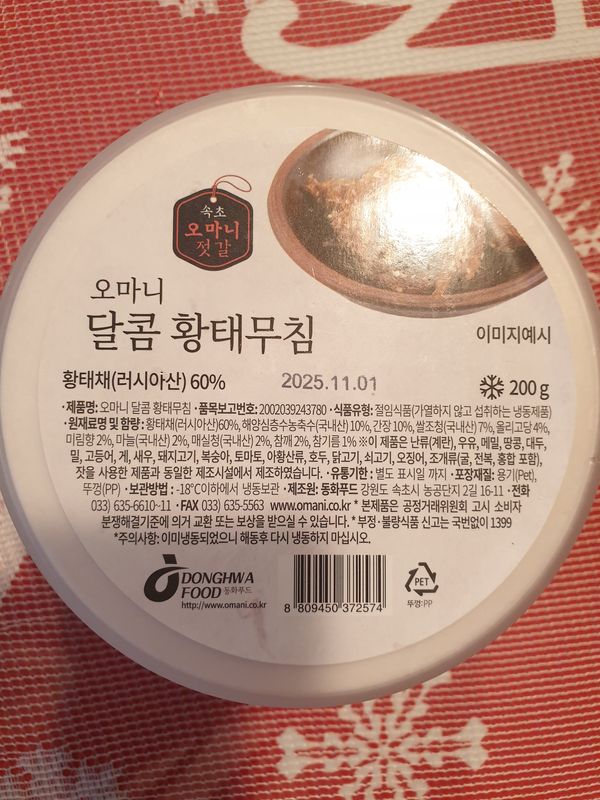 속초
오마니
젓갈
오마니
달콤 황태무침
이미지예시
황태채(러시아산) 60%
2025.11.01
200 g
•제품명: 오마니 달콤 황태무침 •품목보고번호: 2002039243780 •식품유형: 절임식품(가열하지 않고 섭취하는 냉동제품)
•원재료명 및 함량: 황태채(러시아산)60%, 해양심층수농축수(국내산) 10%, 간장 10%, 쌀조청(국내산) 7%, 올리고당 4%,
미림향 2%, 마늘(국내산) 2%, 매실청(국내산) 2%, 참깨 2%, 참기름 1% ※이 제품은 난류(계란), 우유, 메밀, 땅콩, 대두,
밀, 고등어, 게, 새우, 돼지고기, 복숭아, 토마토, 아황산류, 호두, 닭고기, 쇠고기, 오징어, 조개류(굴, 전복, 홍합 포함),
잣을 사용한 제품과 동일한 제조시설에서 제조하였습니다. •유통기한 : 별도 표시일 까지 •포장재질: 용기(Pet),
뚜껑(PP) •보관방법 : -18℃이하에서 냉동보관 •제조원: 동화푸드 강원도 속초시 농공단지 2길 16-11 •전화
033) 635-6610~11 •FAX 033) 635-5563 www.omani.co.kr * 본제품은 공정거래위원회 고시 소비자
분쟁해결기준에 의거 교환 또는 보상을 받으실 수 있습니다. * 부정·불량식품 신고는 국번없이 1399
*주의사항: 이미냉동되었으니 해동후 다시 냉동하지 마십시오.
DONGHWA
FOOD 동화푸드
http://www.omani.co.kr
8 809450 372574
PET
뚜껑:PP